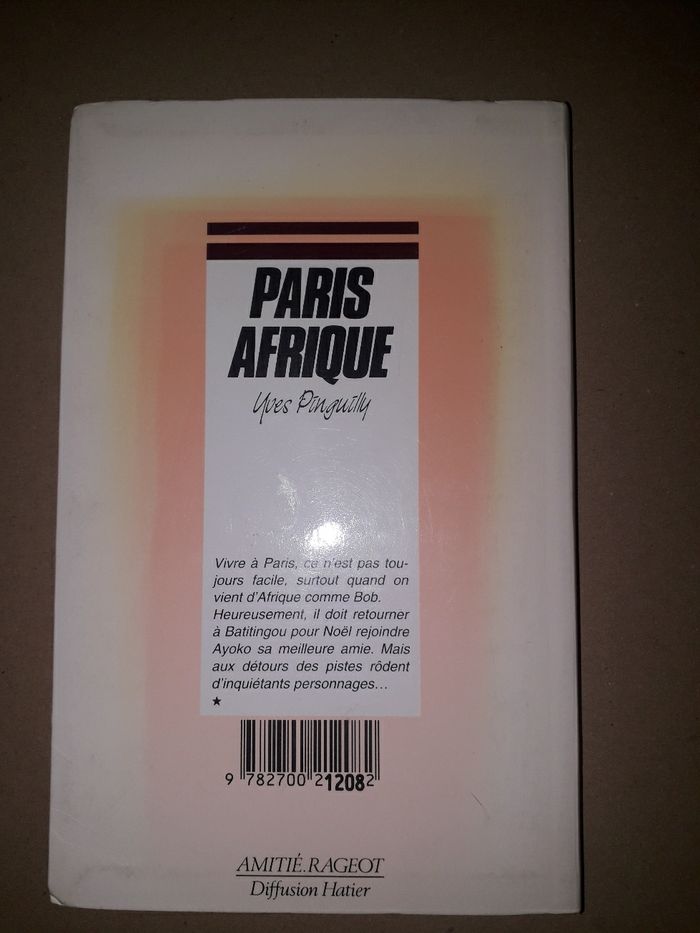 PARIS
AFRIQUE
Yves Pinguilly
Vivre à Paris, ce n'est pas tou-
jours facile, surtout quand on
vient d'Afrique comme Bob.
Heureusement, il doit retourner
à Batitingou pour Noël rejoindre
Ayoko sa meilleure amie. Mais
aux détours des pistes rôdent
d'inquiétants personnages...
★
9 782700 212082
AMITIÉ.RAGEOT
Diffusion Hatier